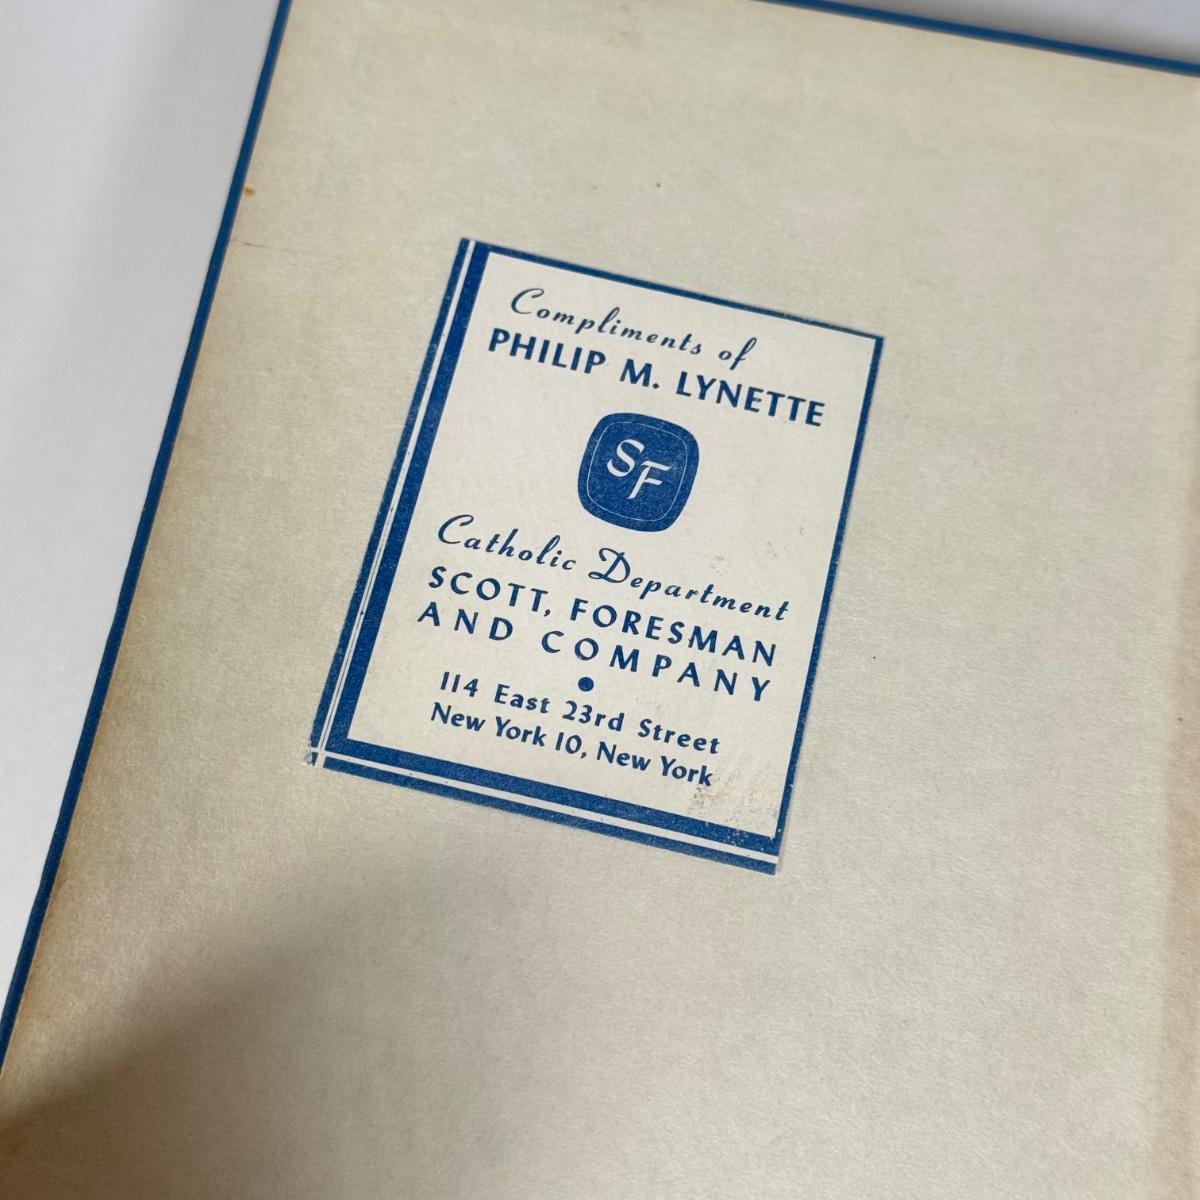 Compliments of
PHILIP M. LYNETTE
SF
Catholic Department
SCOTT, FORESMAN
AND COMPANY
114 East 23rd Street
New York 10, New York